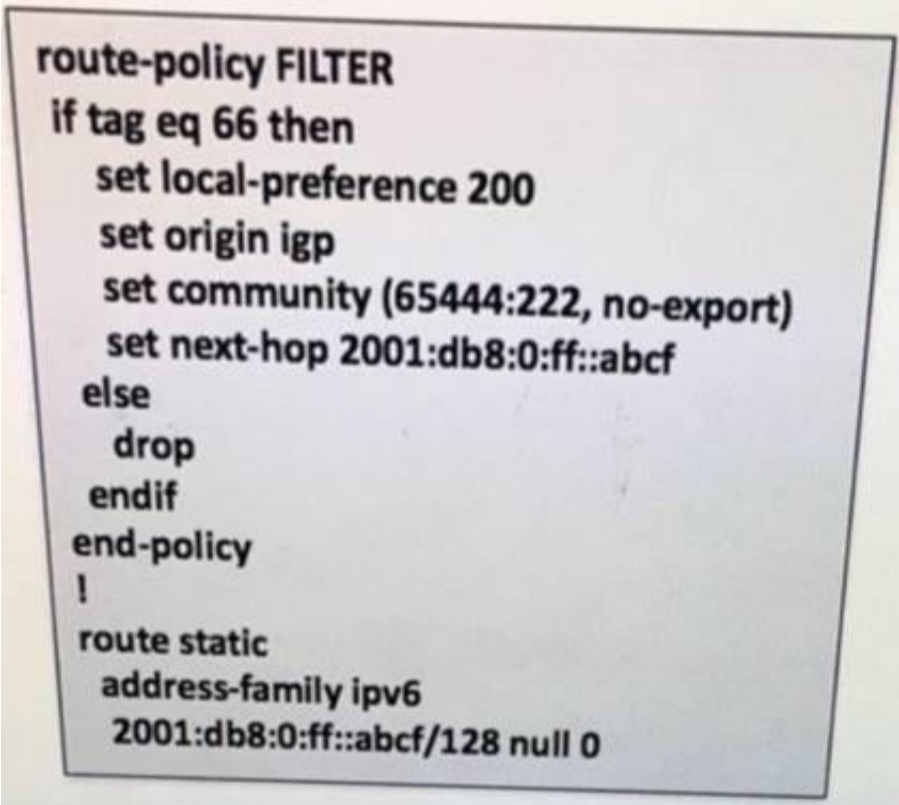 route-policy FILTER
if tag eq 66 then
set local-preference 200
set origin igp
set community (65444:222, no-export)
set next-hop 2001:db8:0:ff::abcf
else
drop
endif
end-policy
!
route static
address-family ipv6
2001:db8:0:ff::abcf/128 null 0